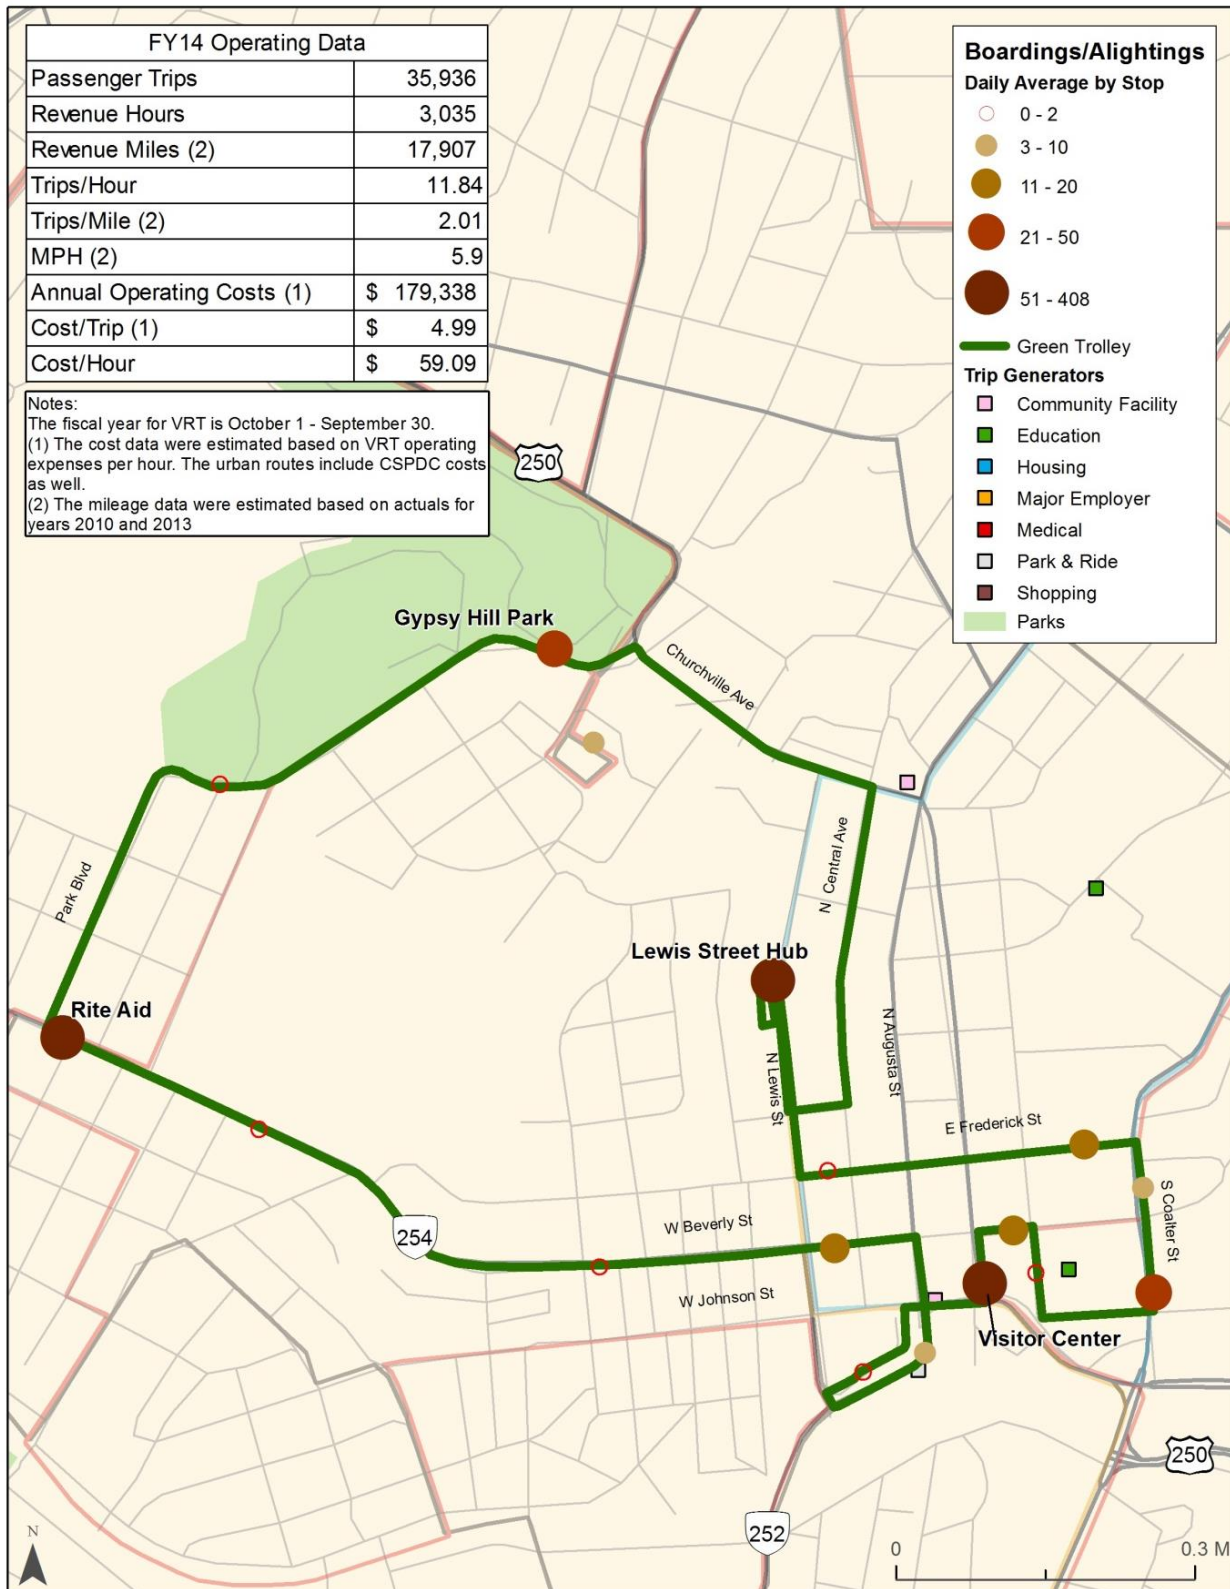 FY14 Operating Data
Passenger Trips 35,936
Revenue Hours 3,035
Revenue Miles (2) 17,907
Trips/Hour 11.84
Trips/Mile (2) 2.01
MPH (2) 5.9
Annual Operating Costs (1) $ 179,338
Cost/Trip (1) $ 4.99
Cost/Hour $ 59.09
Notes:
The fiscal year for VRT is October 1 - September 30.
(1) The cost data were estimated based on VRT operating
expenses per hour. The urban routes include CSPDC costs
as well.
(2) The mileage data were estimated based on actuals for
years 2010 and 2013
Boardings/Alightings
Daily Average by Stop
0 - 2
3 - 10
11 - 20
21 - 50
51 - 408
Green Trolley
Trip Generators
Community Facility
Education
Housing
Major Employer
Medical
Park & Ride
Shopping
Parks
250
Gypsy Hill Park
Churchville Ave
Park Blvd
N Central Ave
Lewis Street Hub
Rite Aid
N Lewis St
N Augusta St
E Frederick St
S Coalter St
W Beverly St
254
W Johnson St
Visitor Center
250
252
N
0 0.3 M